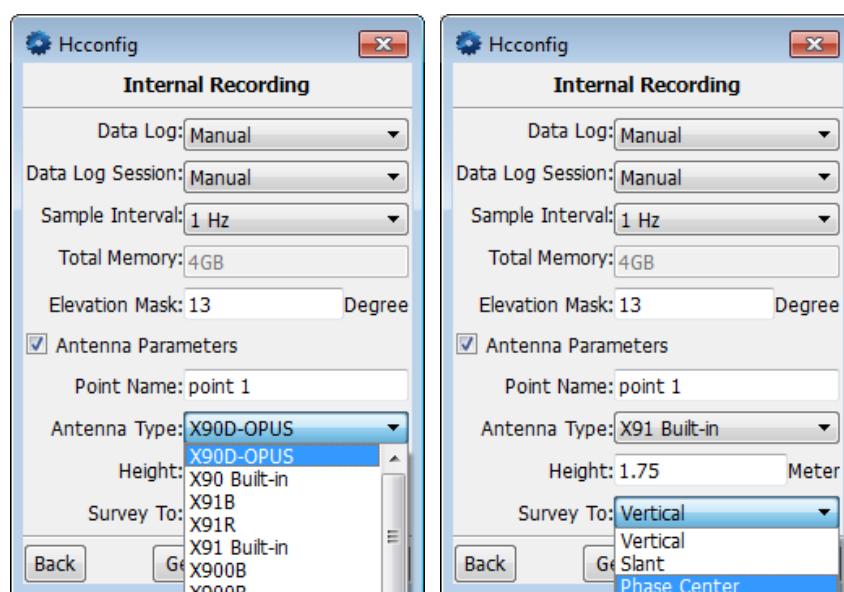 Hcconfig
Internal Recording
Data Log: Manual
Data Log Session: Manual
Sample Interval: 1 Hz
Total Memory: 4GB
Elevation Mask: 13 Degree
Antenna Parameters
Point Name: point 1
Antenna Type: X90D-OPUS
X90D-OPUS
Height:
X90 Built-in
X91B
Survey To:
X91R
X91 Built-in
Back
X900B
Hcconfig
Internal Recording
Data Log: Manual
Data Log Session: Manual
Sample Interval: 1 Hz
Total Memory: 4GB
Elevation Mask: 13 Degree
Antenna Parameters
Point Name: point 1
Antenna Type: X91 Built-in
Height: 1.75 Meter
Survey To: Vertical
Vertical
Back
Slant
Phase Center